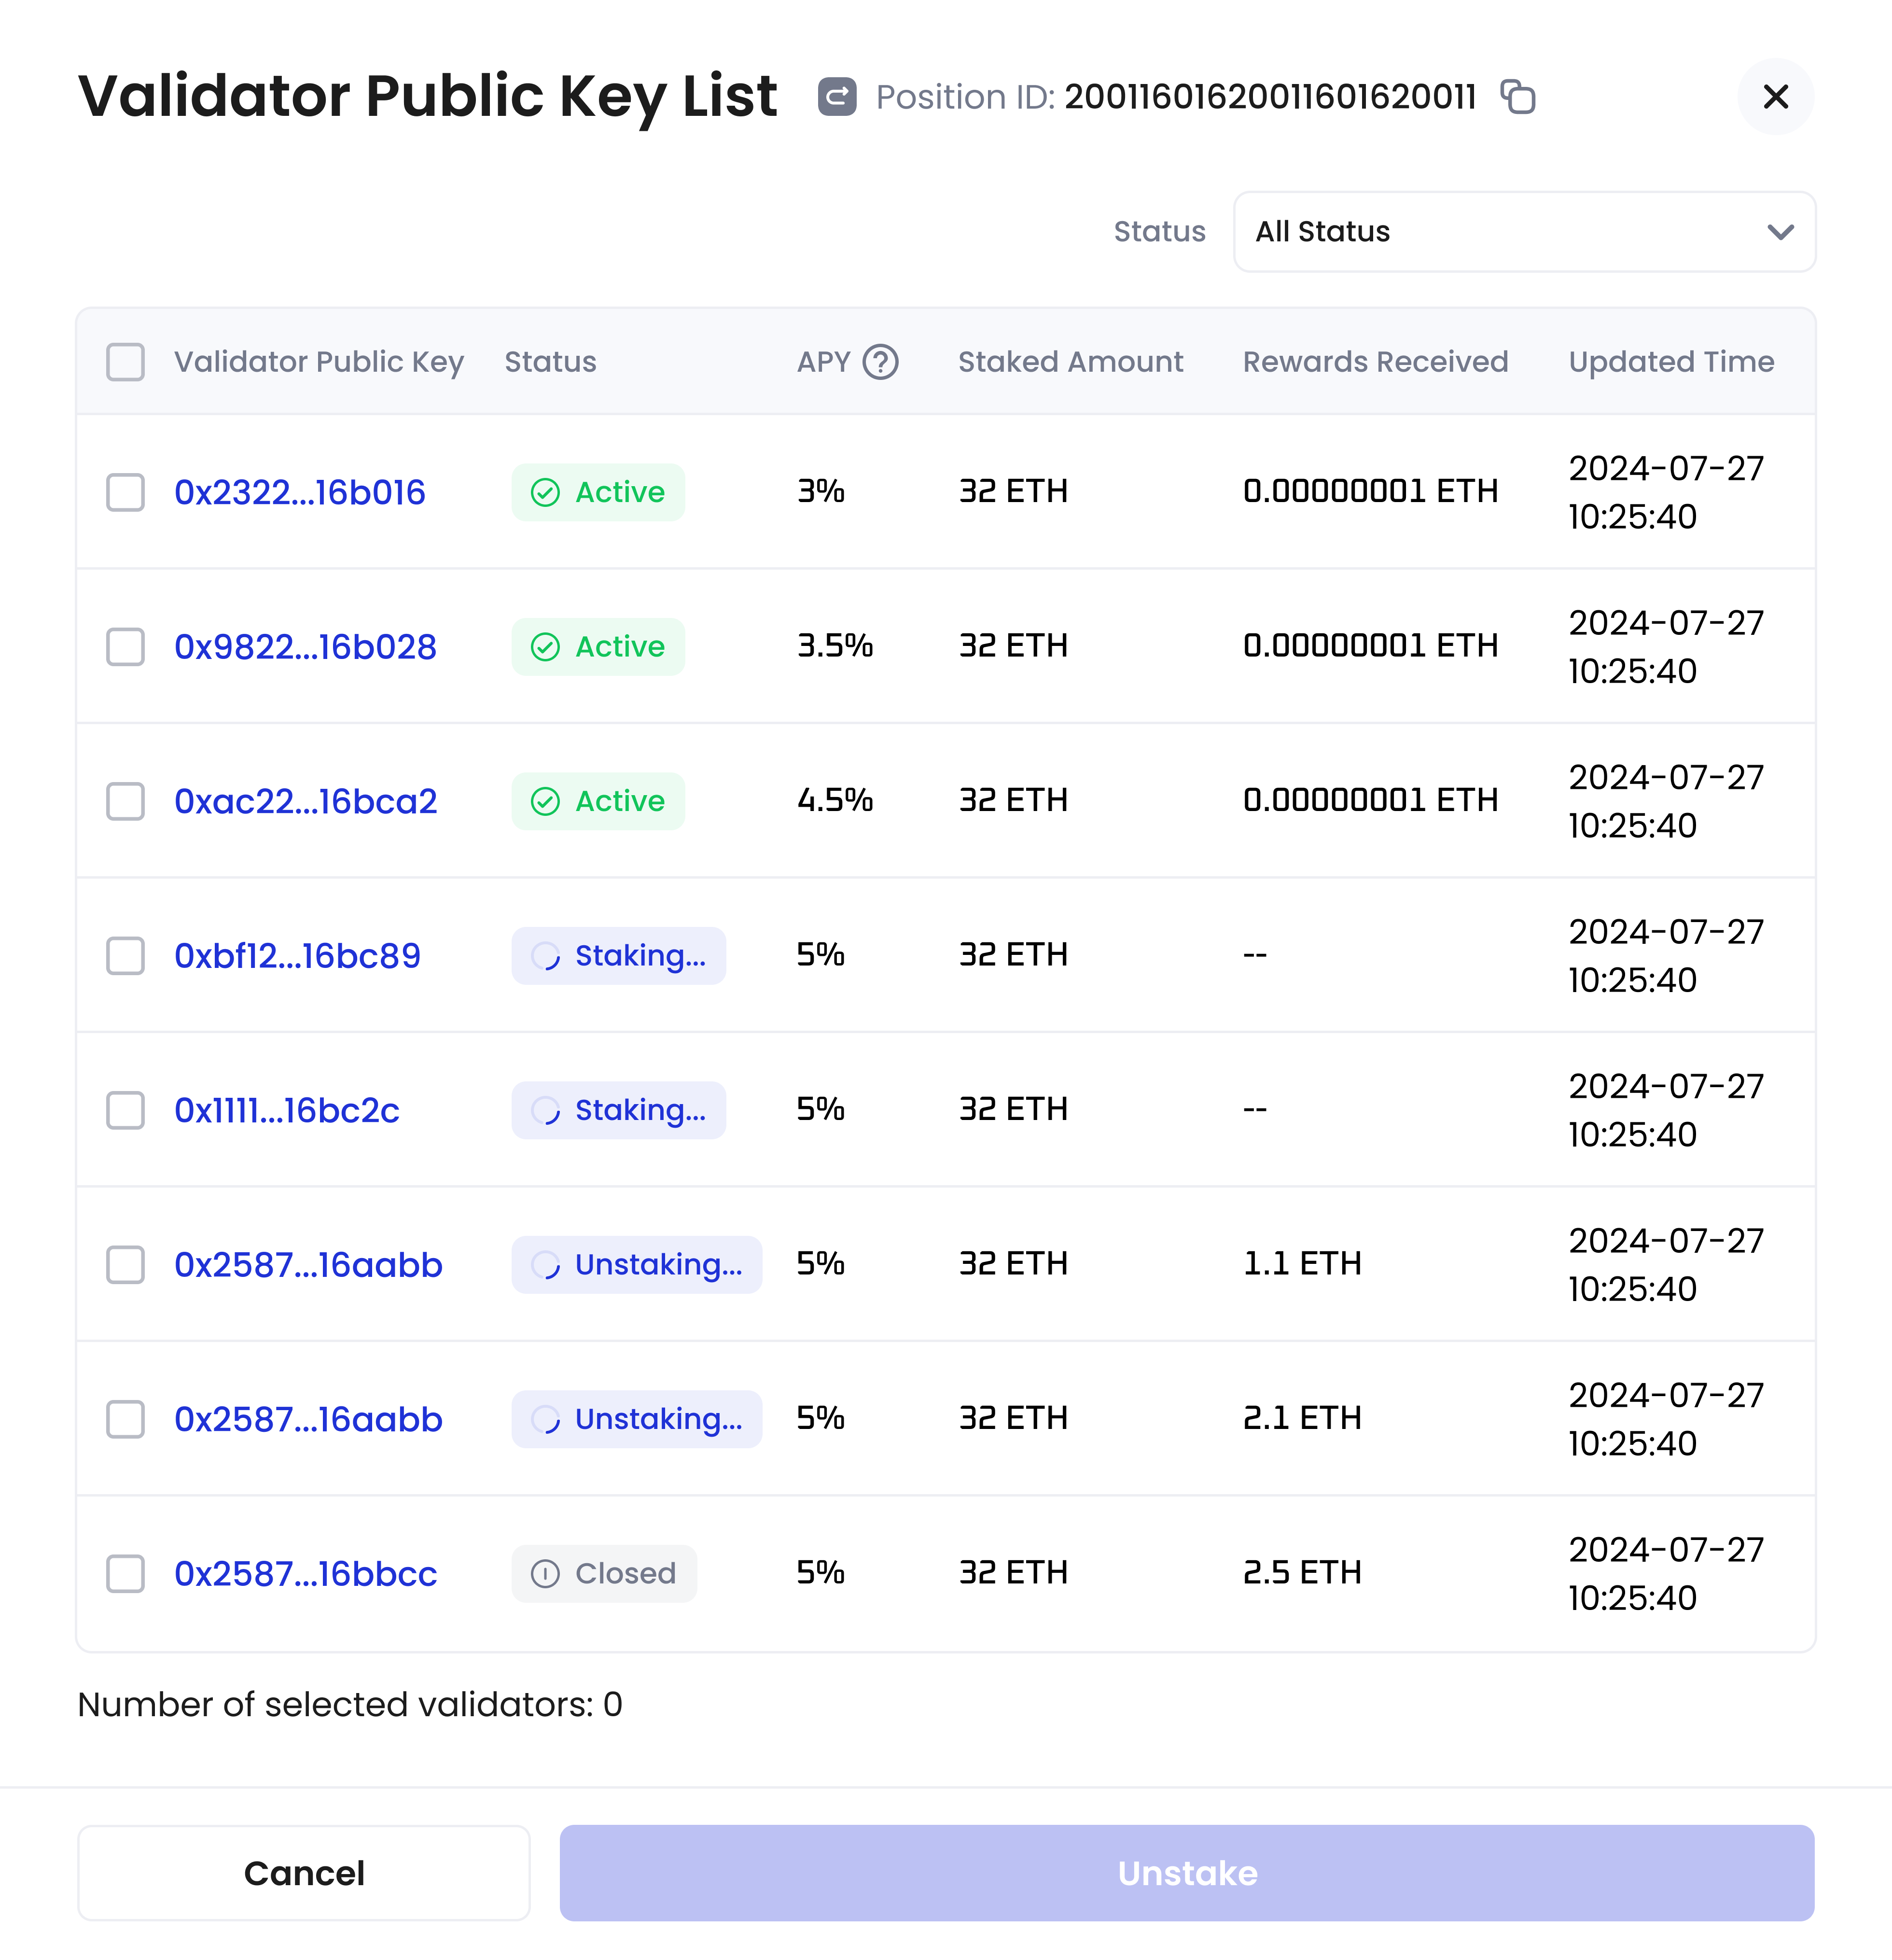 Validator Public Key List Position ID: 20011601620011601620011
Status All Status
Validator Public Key Status APY ? Staked Amount Rewards Received Updated Time
0x2322...16b016 Active 3% 32 ETH 0.00000001 ETH 2024-07-27
10:25:40
0x9822...16b028 Active 3.5% 32 ETH 0.00000001 ETH 2024-07-27
10:25:40
0xac22...16bca2 Active 4.5% 32 ETH 0.00000001 ETH 2024-07-27
10:25:40
0xbf12...16bc89 Staking... 5% 32 ETH -- 2024-07-27
10:25:40
0x1111...16bc2c Staking... 5% 32 ETH -- 2024-07-27
10:25:40
0x2587...16aabb Unstaking... 5% 32 ETH 1.1 ETH 2024-07-27
10:25:40
0x2587...16aabb Unstaking... 5% 32 ETH 2.1 ETH 2024-07-27
10:25:40
0x2587...16bbcc Closed 5% 32 ETH 2.5 ETH 2024-07-27
10:25:40
Number of selected validators: 0
Cancel Unstake